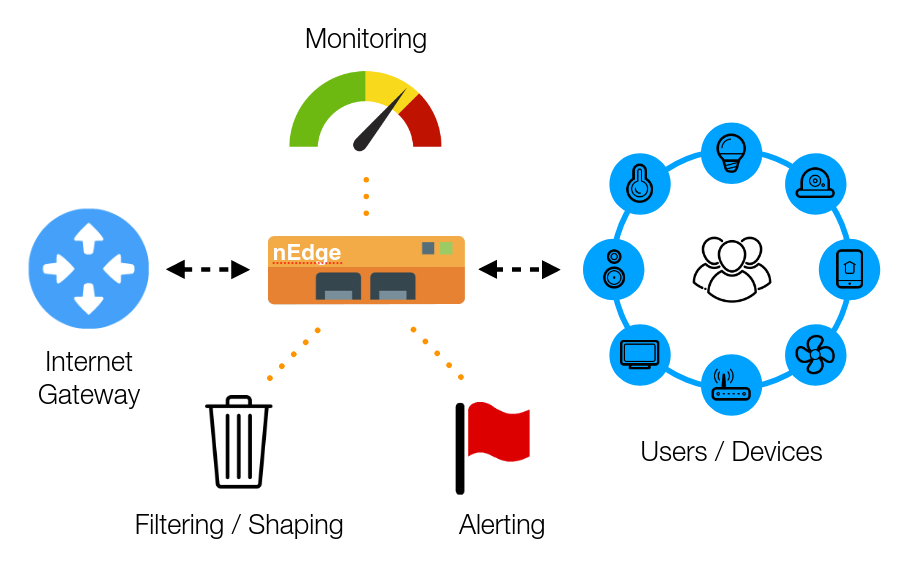 Monitoring
nEdge
Internet
Gateway
Users / Devices
Filtering / Shaping
Alerting